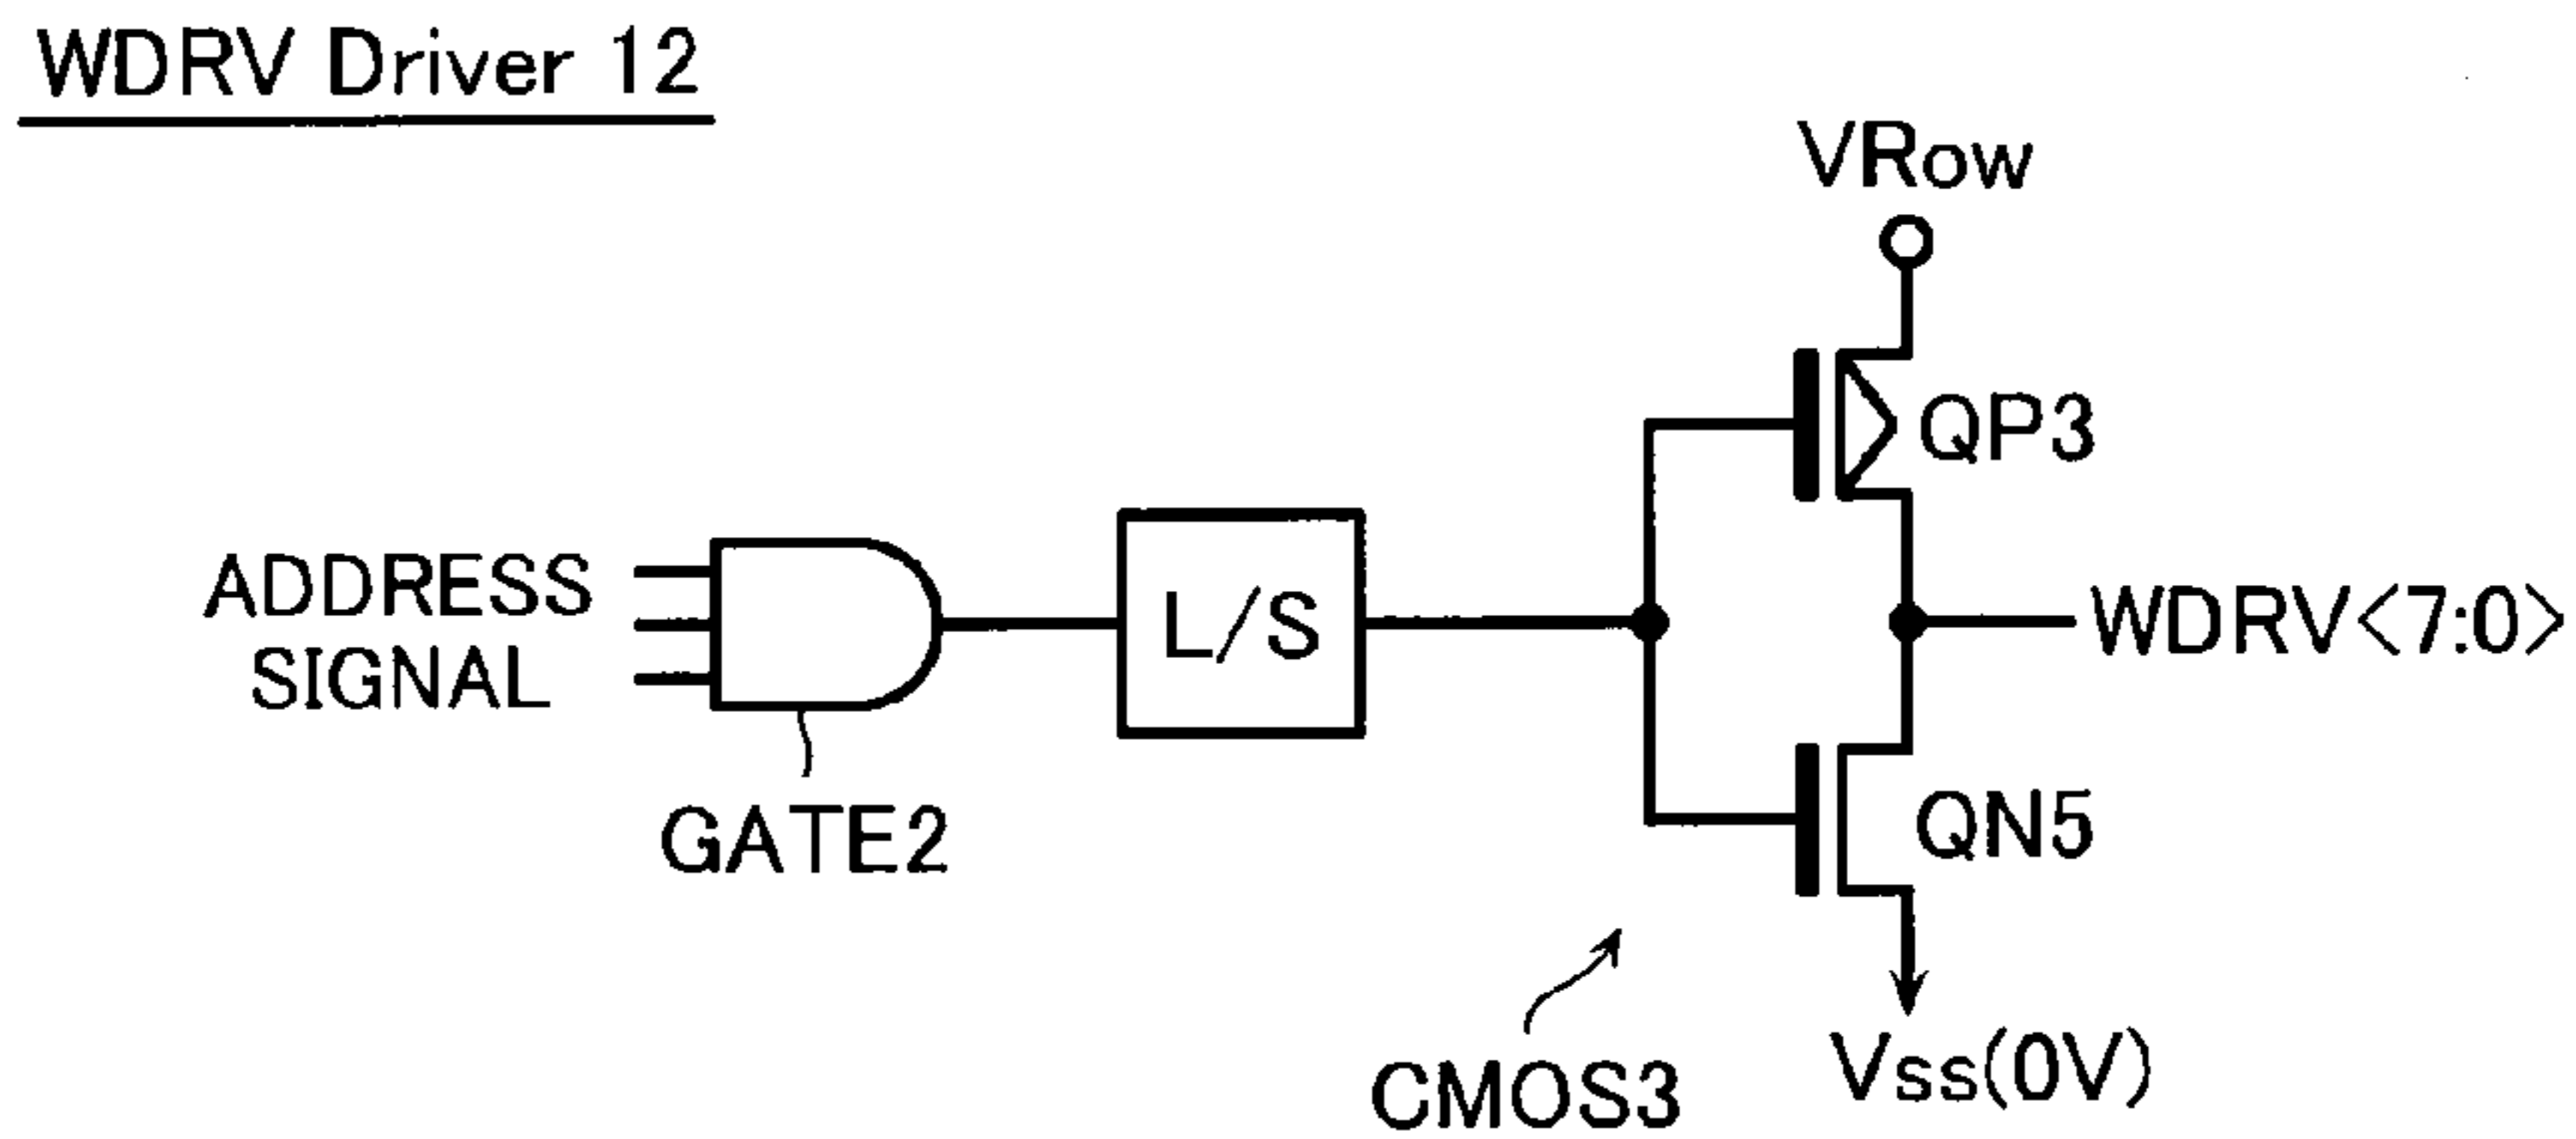 WDRV Driver 12
VRow
QP3
ADDRESS
SIGNAL
L/S
WDRV<7:0>
GATE2
QN5
CMOS3
Vss(0V)